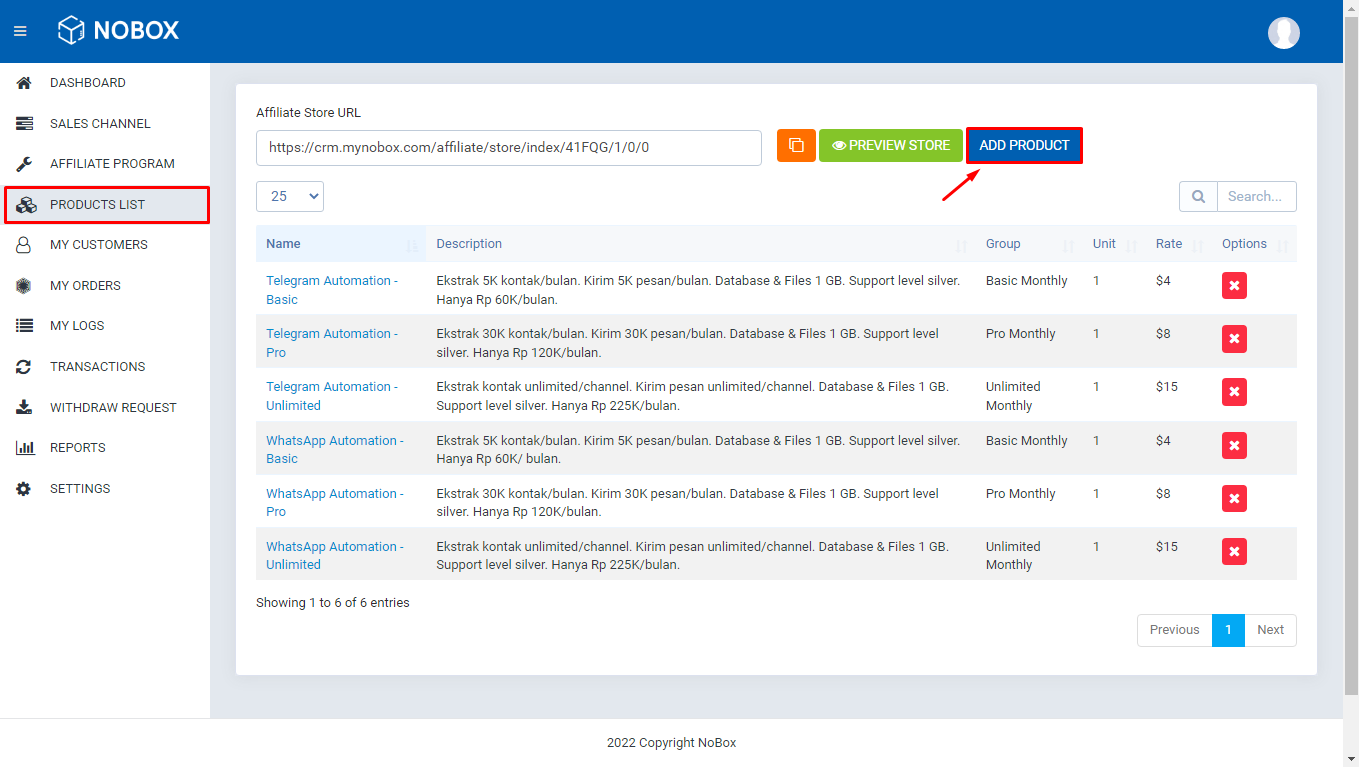 NOBOX
DASHBOARD
SALES CHANNEL
AFFILIATE PROGRAM
PRODUCTS LIST
MY CUSTOMERS
MY ORDERS
MY LOGS
TRANSACTIONS
WITHDRAW REQUEST
REPORTS
SETTINGS
Affiliate Store URL
https://crm.mynobox.com/affiliate/store/index/41FQG/1/0/0 PREVIEW STORE ADD PRODUCT
25 Search...
Name Description Group Unit Rate Options
Telegram Automation - Ekstrak 5K kontak/bulan. Kirim 5K pesan/bulan. Database & Files 1 GB. Support level silver. Basic Monthly 1 $4
Basic Hanya Rp 60K/bulan.
Telegram Automation - Ekstrak 30K kontak/bulan. Kirim 30K pesan/bulan. Database & Files 1 GB. Support level Pro Monthly 1 $8
Pro silver. Hanya Rp 120K/bulan.
Telegram Automation - Ekstrak kontak unlimited/channel. Kirim pesan unlimited/channel. Database & Files 1 GB. Unlimited 1 $15
Unlimited Support level silver. Hanya Rp 225K/bulan. Monthly
WhatsApp Automation - Ekstrak 5K kontak/bulan. Kirim 5K pesan/bulan. Database & Files 1 GB. Support level silver. Basic Monthly 1 $4
Basic Hanya Rp 60K/ bulan.
WhatsApp Automation - Ekstrak 30K kontak/bulan. Kirim 30K pesan/bulan. Database & Files 1 GB. Support level Pro Monthly 1 $8
Pro silver. Hanya Rp 120K/bulan.
WhatsApp Automation - Ekstrak kontak unlimited/channel. Kirim pesan unlimited/channel. Database & Files 1 GB. Unlimited 1 $15
Unlimited Support level silver. Hanya Rp 225K/bulan. Monthly
Showing 1 to 6 of 6 entries
Previous 1 Next
2022 Copyright NoBox